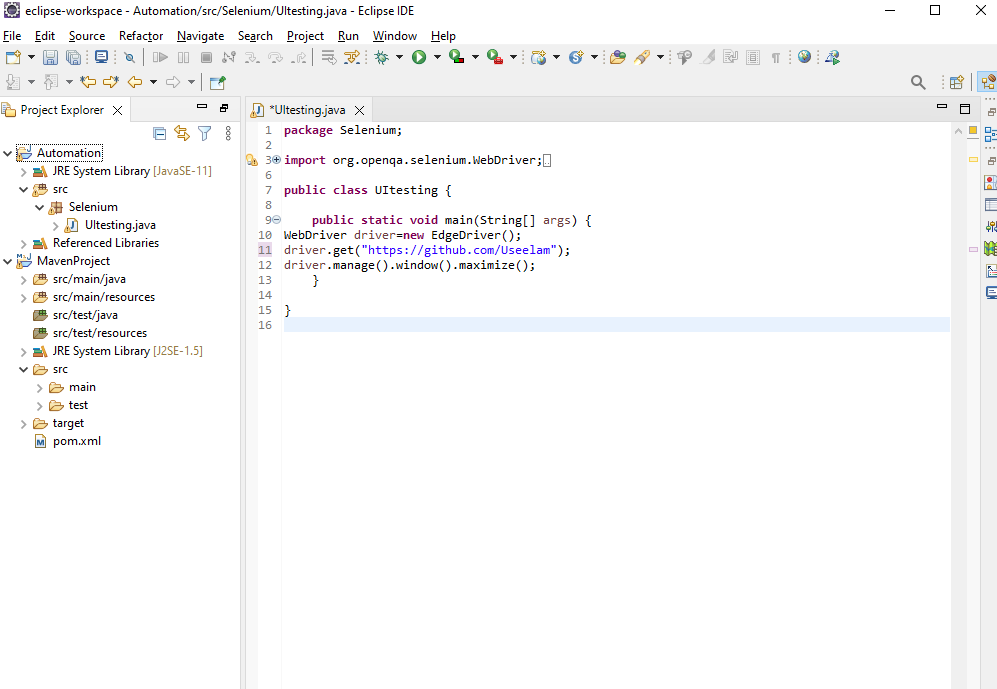 eclipse-workspace - Automation/src/Selenium/UItesting.java - Eclipse IDE
File Edit Source Refactor Navigate Search Project Run Window Help
Project Explorer
*UItesting.java
Automation
JRE System Library [JavaSE-11]
src
Selenium
UItesting.java
Referenced Libraries
MavenProject
src/main/java
src/main/resources
src/test/java
src/test/resources
JRE System Library [J2SE-1.5]
src
main
test
target
pom.xml
1 package Selenium;
2
3 import org.openqa.selenium.WebDriver;
6
7 public class UItesting {
8
9 public static void main(String[] args) {
10 WebDriver driver=new EdgeDriver();
11 driver.get("https://github.com/Useelam");
12 driver.manage().window().maximize();
13 }
14
15 }
16